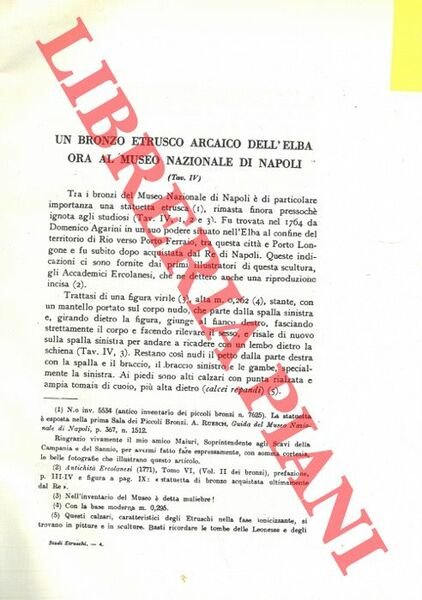 UN BRONZO ETRUSCO ARCAICO DELL'ELBA
ORA AL MUSEO NAZIONALE DI NAPOLI
(Tav. IV)
Tra i bronzi del Museo Nazionale di Napoli è di particolare
importanza una statuetta etrusca (1), rimasta finora pressochè
ignota agli studiosi (Tav. IV, 1, 2 e 3). Fu trovata nel 1764 da
Domenico Agarini in un suo podere situato nell'Elba al confine del
territorio di Rio verso Porto Ferraio, tra questa città e Porto Lon-
gone e fu subito dopo acquistata dal Re di Napoli. Queste indi-
cazioni ci sono fornite dai primi illustratori di questa scultura,
gli Accademici Ercolanesi, che ne dettero anche una riproduzione
incisa (2).
Trattasi di una figura virile (3), alta m. 0,262 (4), stante, con
un mantello portato sul corpo nudo, che parte dalla spalla sinistra
e, girando dietro la figura, giunge al fianco destro, fasciando
strettamente il corpo e facendo rilevare il sesso, e risale di nuovo
sulla spalla sinistra per andare a ricadere con un lembo dietro la
schiena (Tav. IV, 3). Restano così nudi il petto dalla parte destra
con la spalla e il braccio, il braccio sinistro e le gambe, special-
mente la sinistra. Ai piedi sono alti calzari con punta rialzata e
ampia tomaia di cuoio, più alta dietro (calcei repandi) (5).
(1) N.o inv. 5534 (antico inventario dei piccoli bronzi n. 7625). La statuetta
è esposta nella prima Sala dei Piccoli Bronzi. A. RUESCH, Guida del Museo Nazio-
nale di Napoli, p. 367, n. 1512.
Ringrazio vivamente il mio amico Maiuri, Soprintendente agli Scavi della
Campania e del Sannio, per avermi fatto fare espressamente, con somma cortesia,
le belle fotografie che illustrano questo articolo.
(2) Antichità Ercolanesi (1771), Tomo VI, (Vol. II dei bronzi), prefazione,
p. III-IV e figura a pag. IX: « statuetta di bronzo acquistata ultimamente
dal Re ».
(3) Nell'inventario del Museo è detta muliebre!
(4) Con la base moderna m. 0,295.
(5) Questi calzari, caratteristici degli Etruschi nella fase ionicizzante, si
trovano in pitture e in sculture. Basti ricordare le tombe delle Leonesse e degli
Studi Etruschi. — 4.
LIBRERIA PIANI